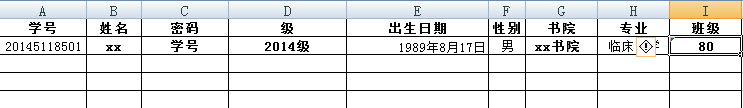 A B C D E F G H I
学号 姓名 密码 级 出生日期 性别 书院 专业 班级
20145118501 xx 学号 2014级 1989年8月17日 男 xx书院 临床 80